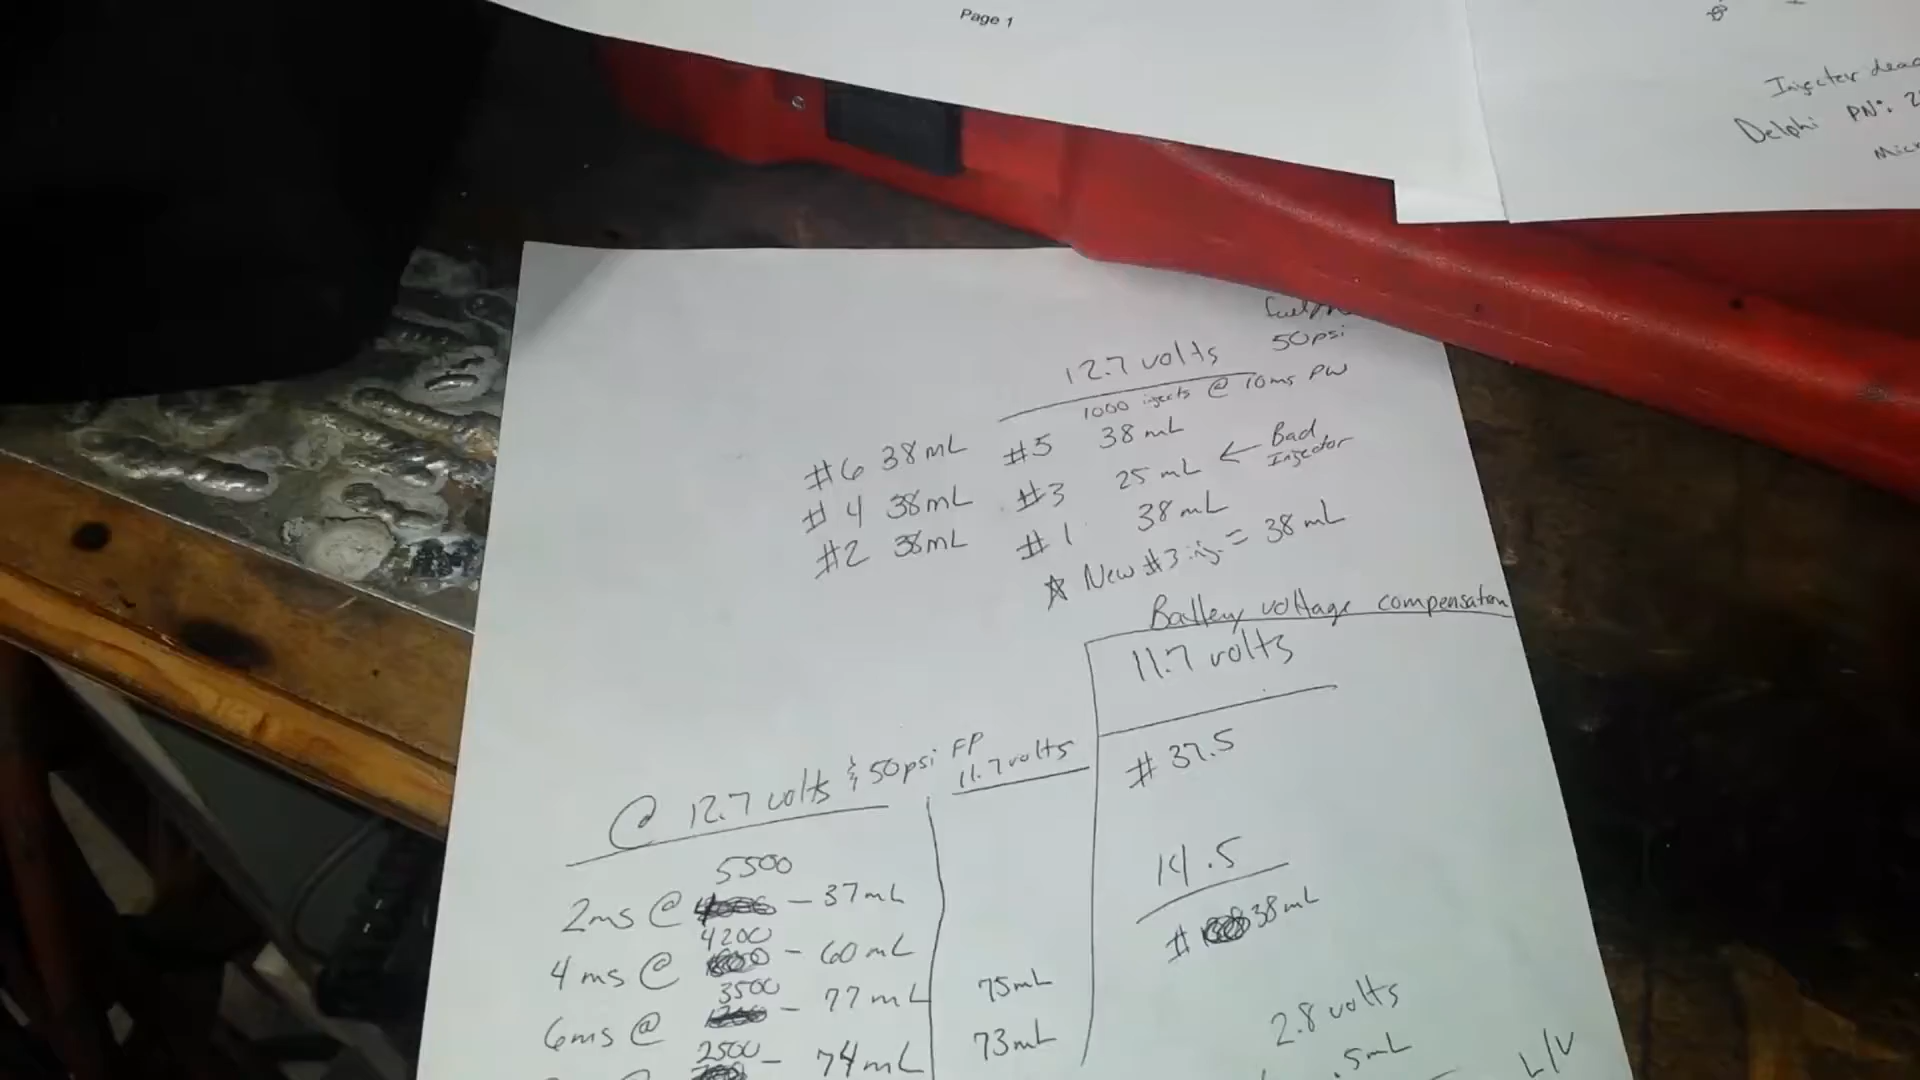 Page 1
Injector
Delphi PN:
50psi
12.7 volts
1000 injects @ 10ms PW
#6 38mL #5 38mL
#4 38mL #3 25mL ← Bad Injector
#2 38mL #1 38mL
☆ New #3 inj. = 38mL
Battery voltage compensation
11.7 volts
#37.5
14.5
# 38mL
@ 12.7 volts & 50psi FP
11.7 volts
5500
2ms @ - 37mL
4200
4ms @ - 60mL
3500
6ms @ - 77mL 75mL
2500
- 74mL 73mL
2.8 volts
.5mL
L/V